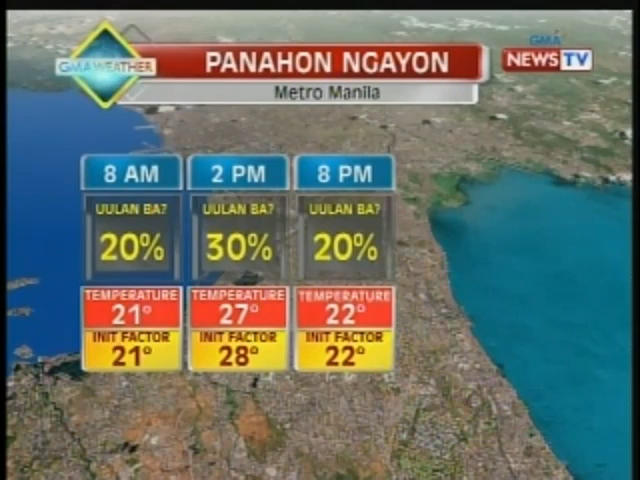 GMA WEATHER
PANAHON NGAYON
Metro Manila
GMA
NEWS TV
8 AM 2 PM 8 PM
UULAN BA? UULAN BA? UULAN BA?
20% 30% 20%
TEMPERATURE TEMPERATURE TEMPERATURE
21° 27° 22°
INIT FACTOR INIT FACTOR INIT FACTOR
21° 28° 22°